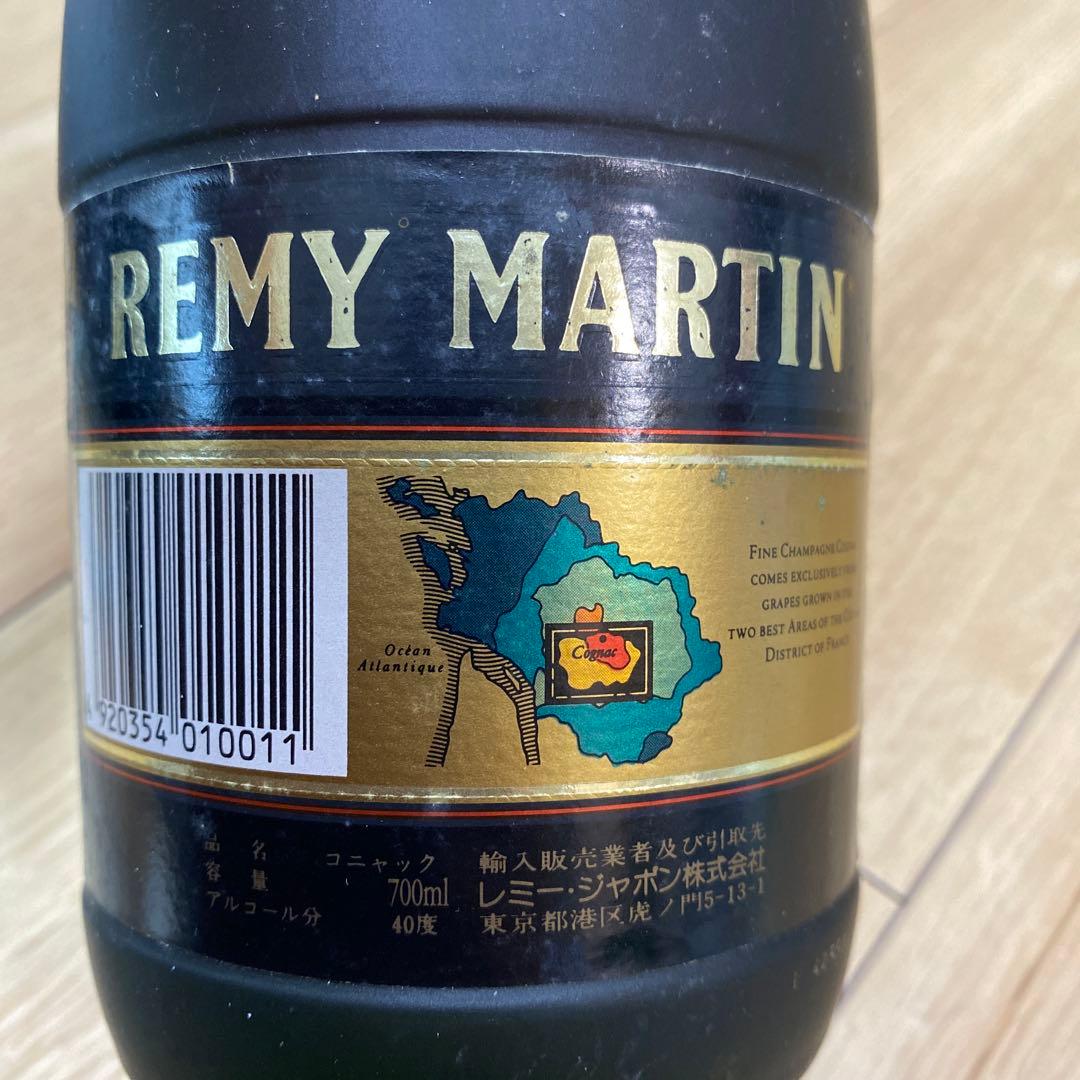 REMY MARTIN
Océan
Atlantique
Cognac
FINE CHAMPAGNE
COMES EXCLUSIVELY
GRAPES GROWN IN
TWO BEST AREAS OF THE
DISTRICT OF FRANCE
920354 010011
品名 コニャック
容量 700ml
アルコール分 40度
輸入販売業者及び引取先
レミー・ジャポン株式会社
東京都港区虎ノ門5-13-1